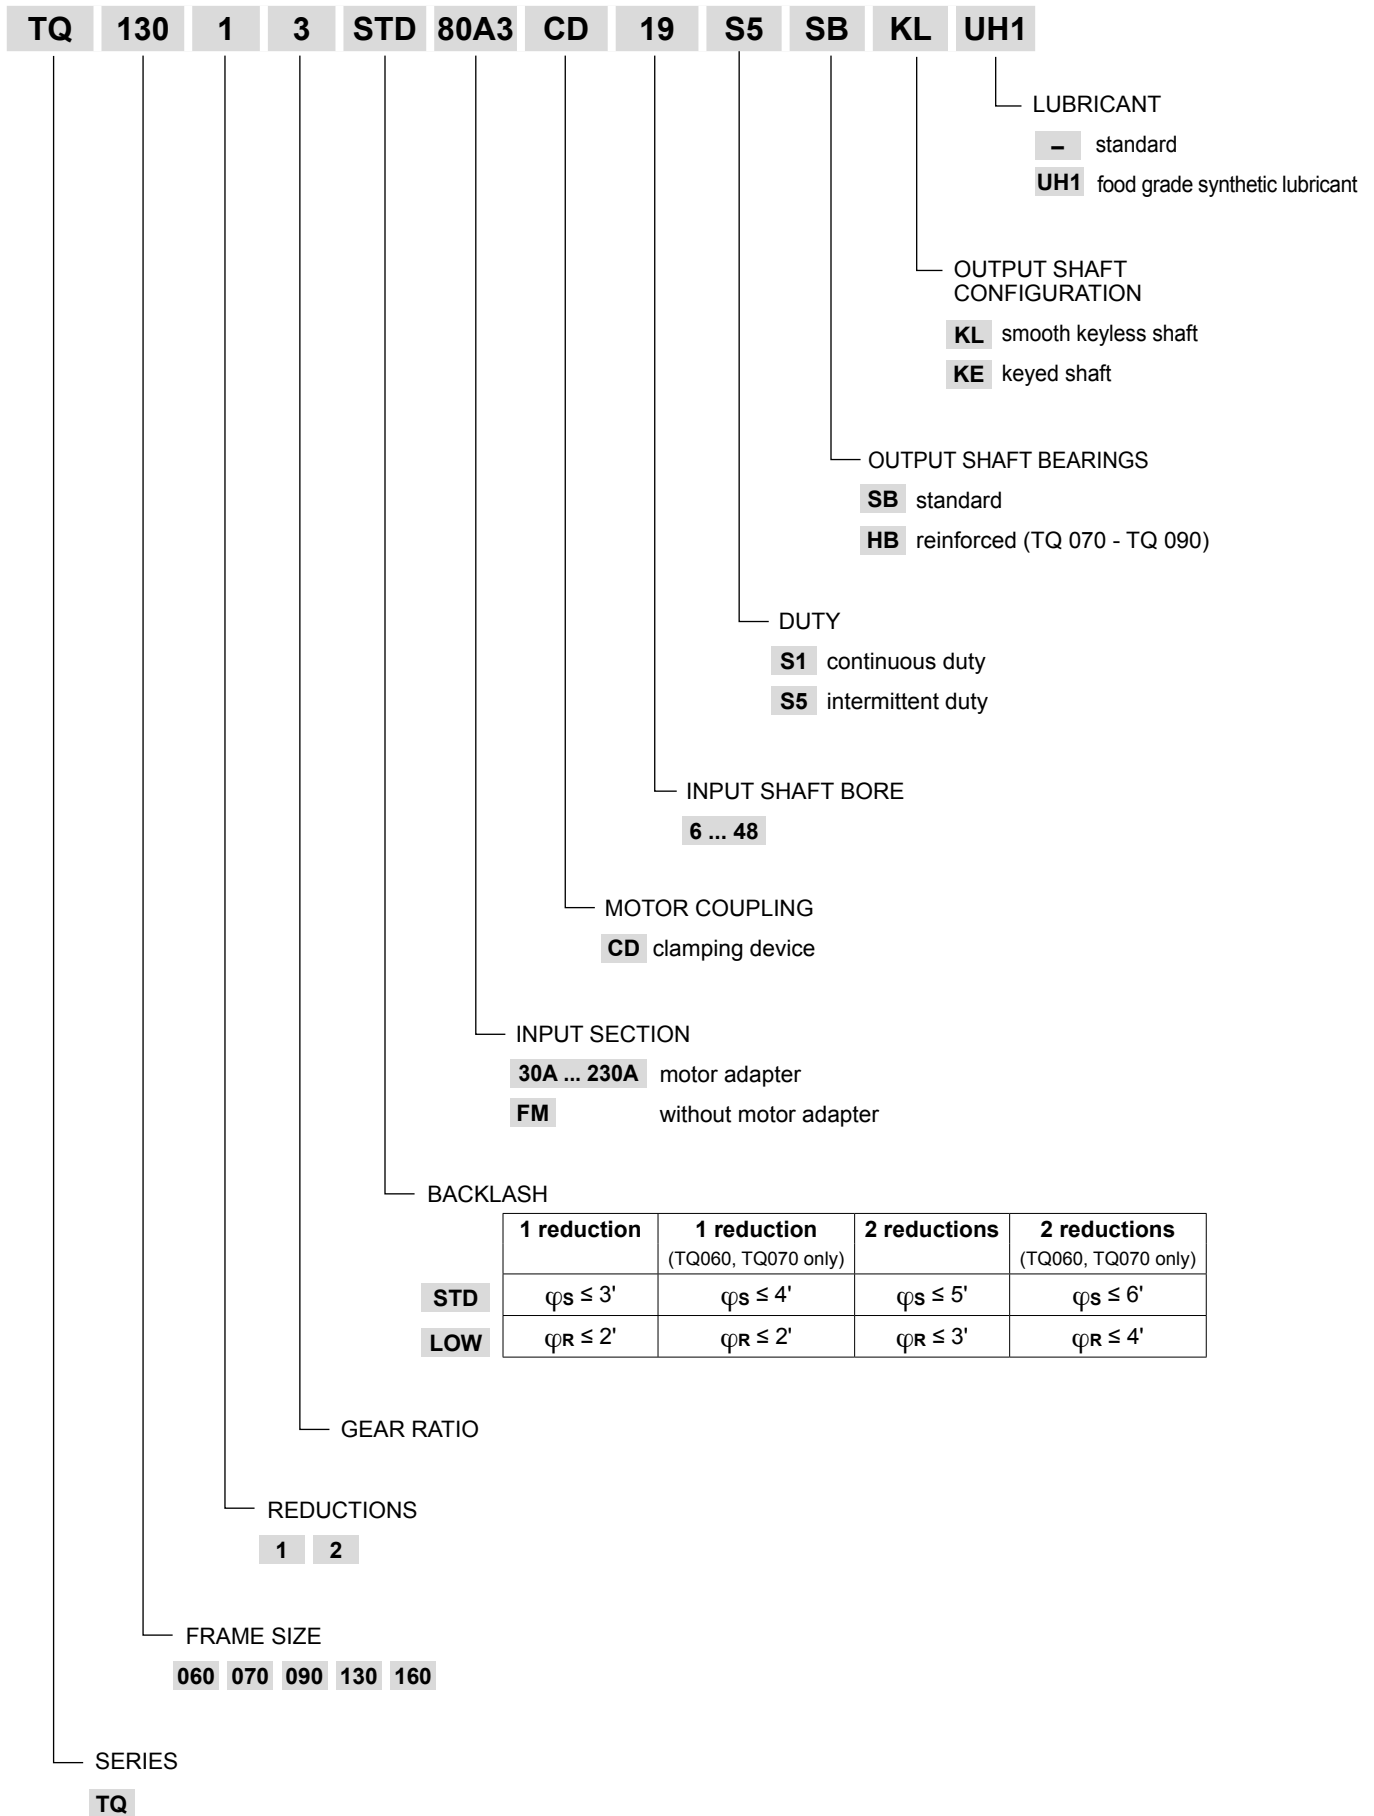 TQ 130 1 3 STD 80A3 CD 19 S5 SB KL UH1
LUBRICANT
– standard
UH1 food grade synthetic lubricant
OUTPUT SHAFT
CONFIGURATION
KL smooth keyless shaft
KE keyed shaft
OUTPUT SHAFT BEARINGS
SB standard
HB reinforced (TQ 070 - TQ 090)
DUTY
S1 continuous duty
S5 intermittent duty
INPUT SHAFT BORE
6 ... 48
MOTOR COUPLING
CD clamping device
INPUT SECTION
30A ... 230A motor adapter
FM without motor adapter
BACKLASH
1 reduction 1 reduction 2 reductions 2 reductions
(TQ060, TQ070 only) (TQ060, TQ070 only)
STD φS ≤ 3' φS ≤ 4' φS ≤ 5' φS ≤ 6'
LOW φR ≤ 2' φR ≤ 2' φR ≤ 3' φR ≤ 4'
GEAR RATIO
REDUCTIONS
1 2
FRAME SIZE
060 070 090 130 160
SERIES
TQ